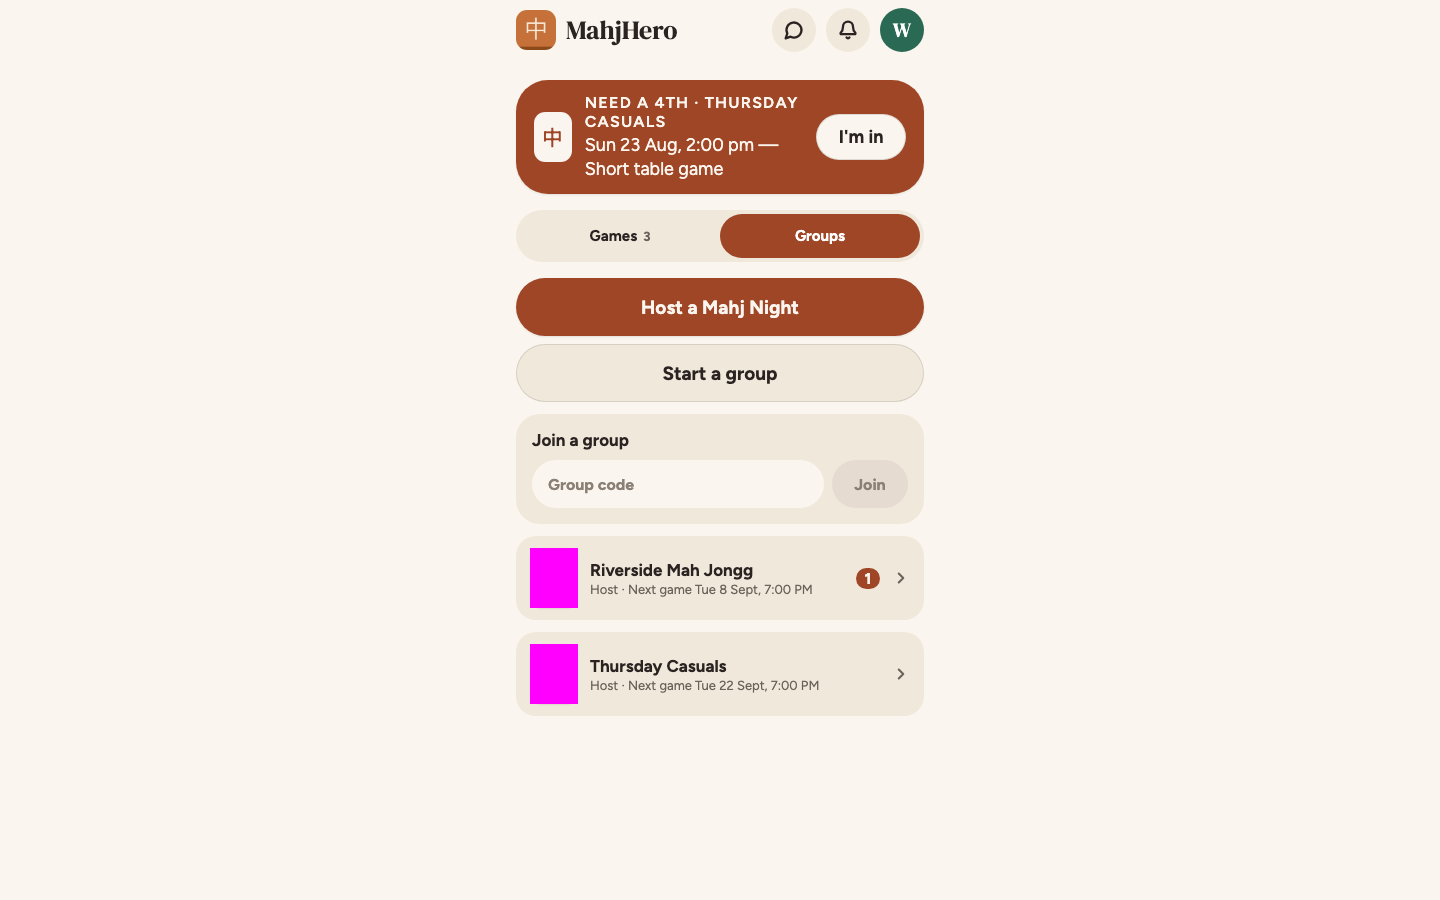 中 MahjHero W
NEED A 4TH · THURSDAY
CASUALS
中
Sun 23 Aug, 2:00 pm —
Short table game
I'm in
Games 3
Groups
Host a Mahj Night
Start a group
Join a group
Group code
Join
Riverside Mah Jongg
Host · Next game Tue 8 Sept, 7:00 PM
1
Thursday Casuals
Host · Next game Tue 22 Sept, 7:00 PM